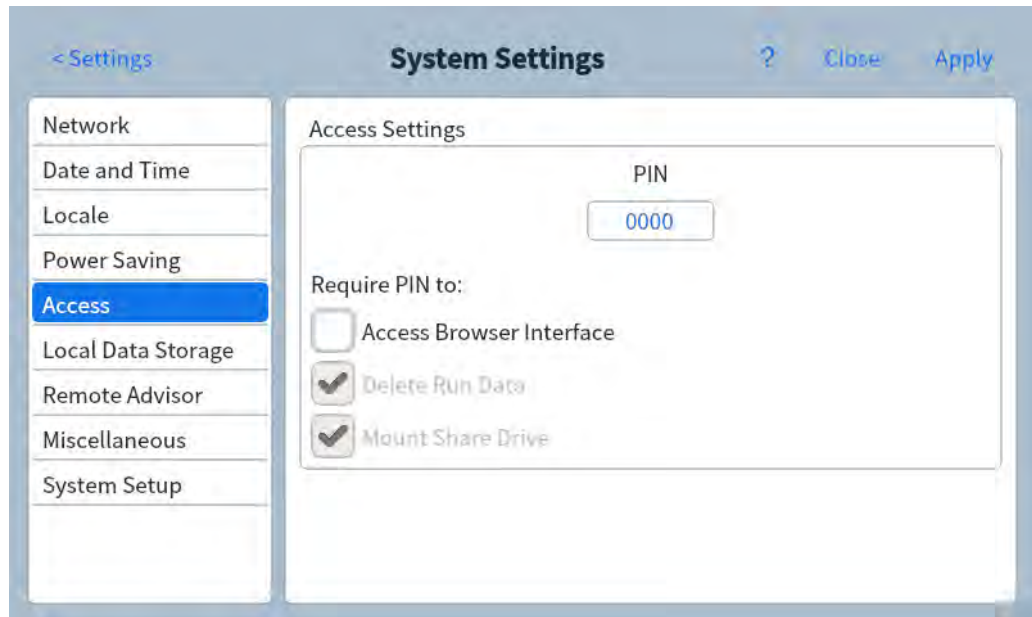 < Settings System Settings ? Close Apply
Network
Date and Time
Locale
Power Saving
Access
Local Data Storage
Remote Advisor
Miscellaneous
System Setup
Access Settings
PIN
0000
Require PIN to:
Access Browser Interface
Delete Run Data
Mount Share Drive